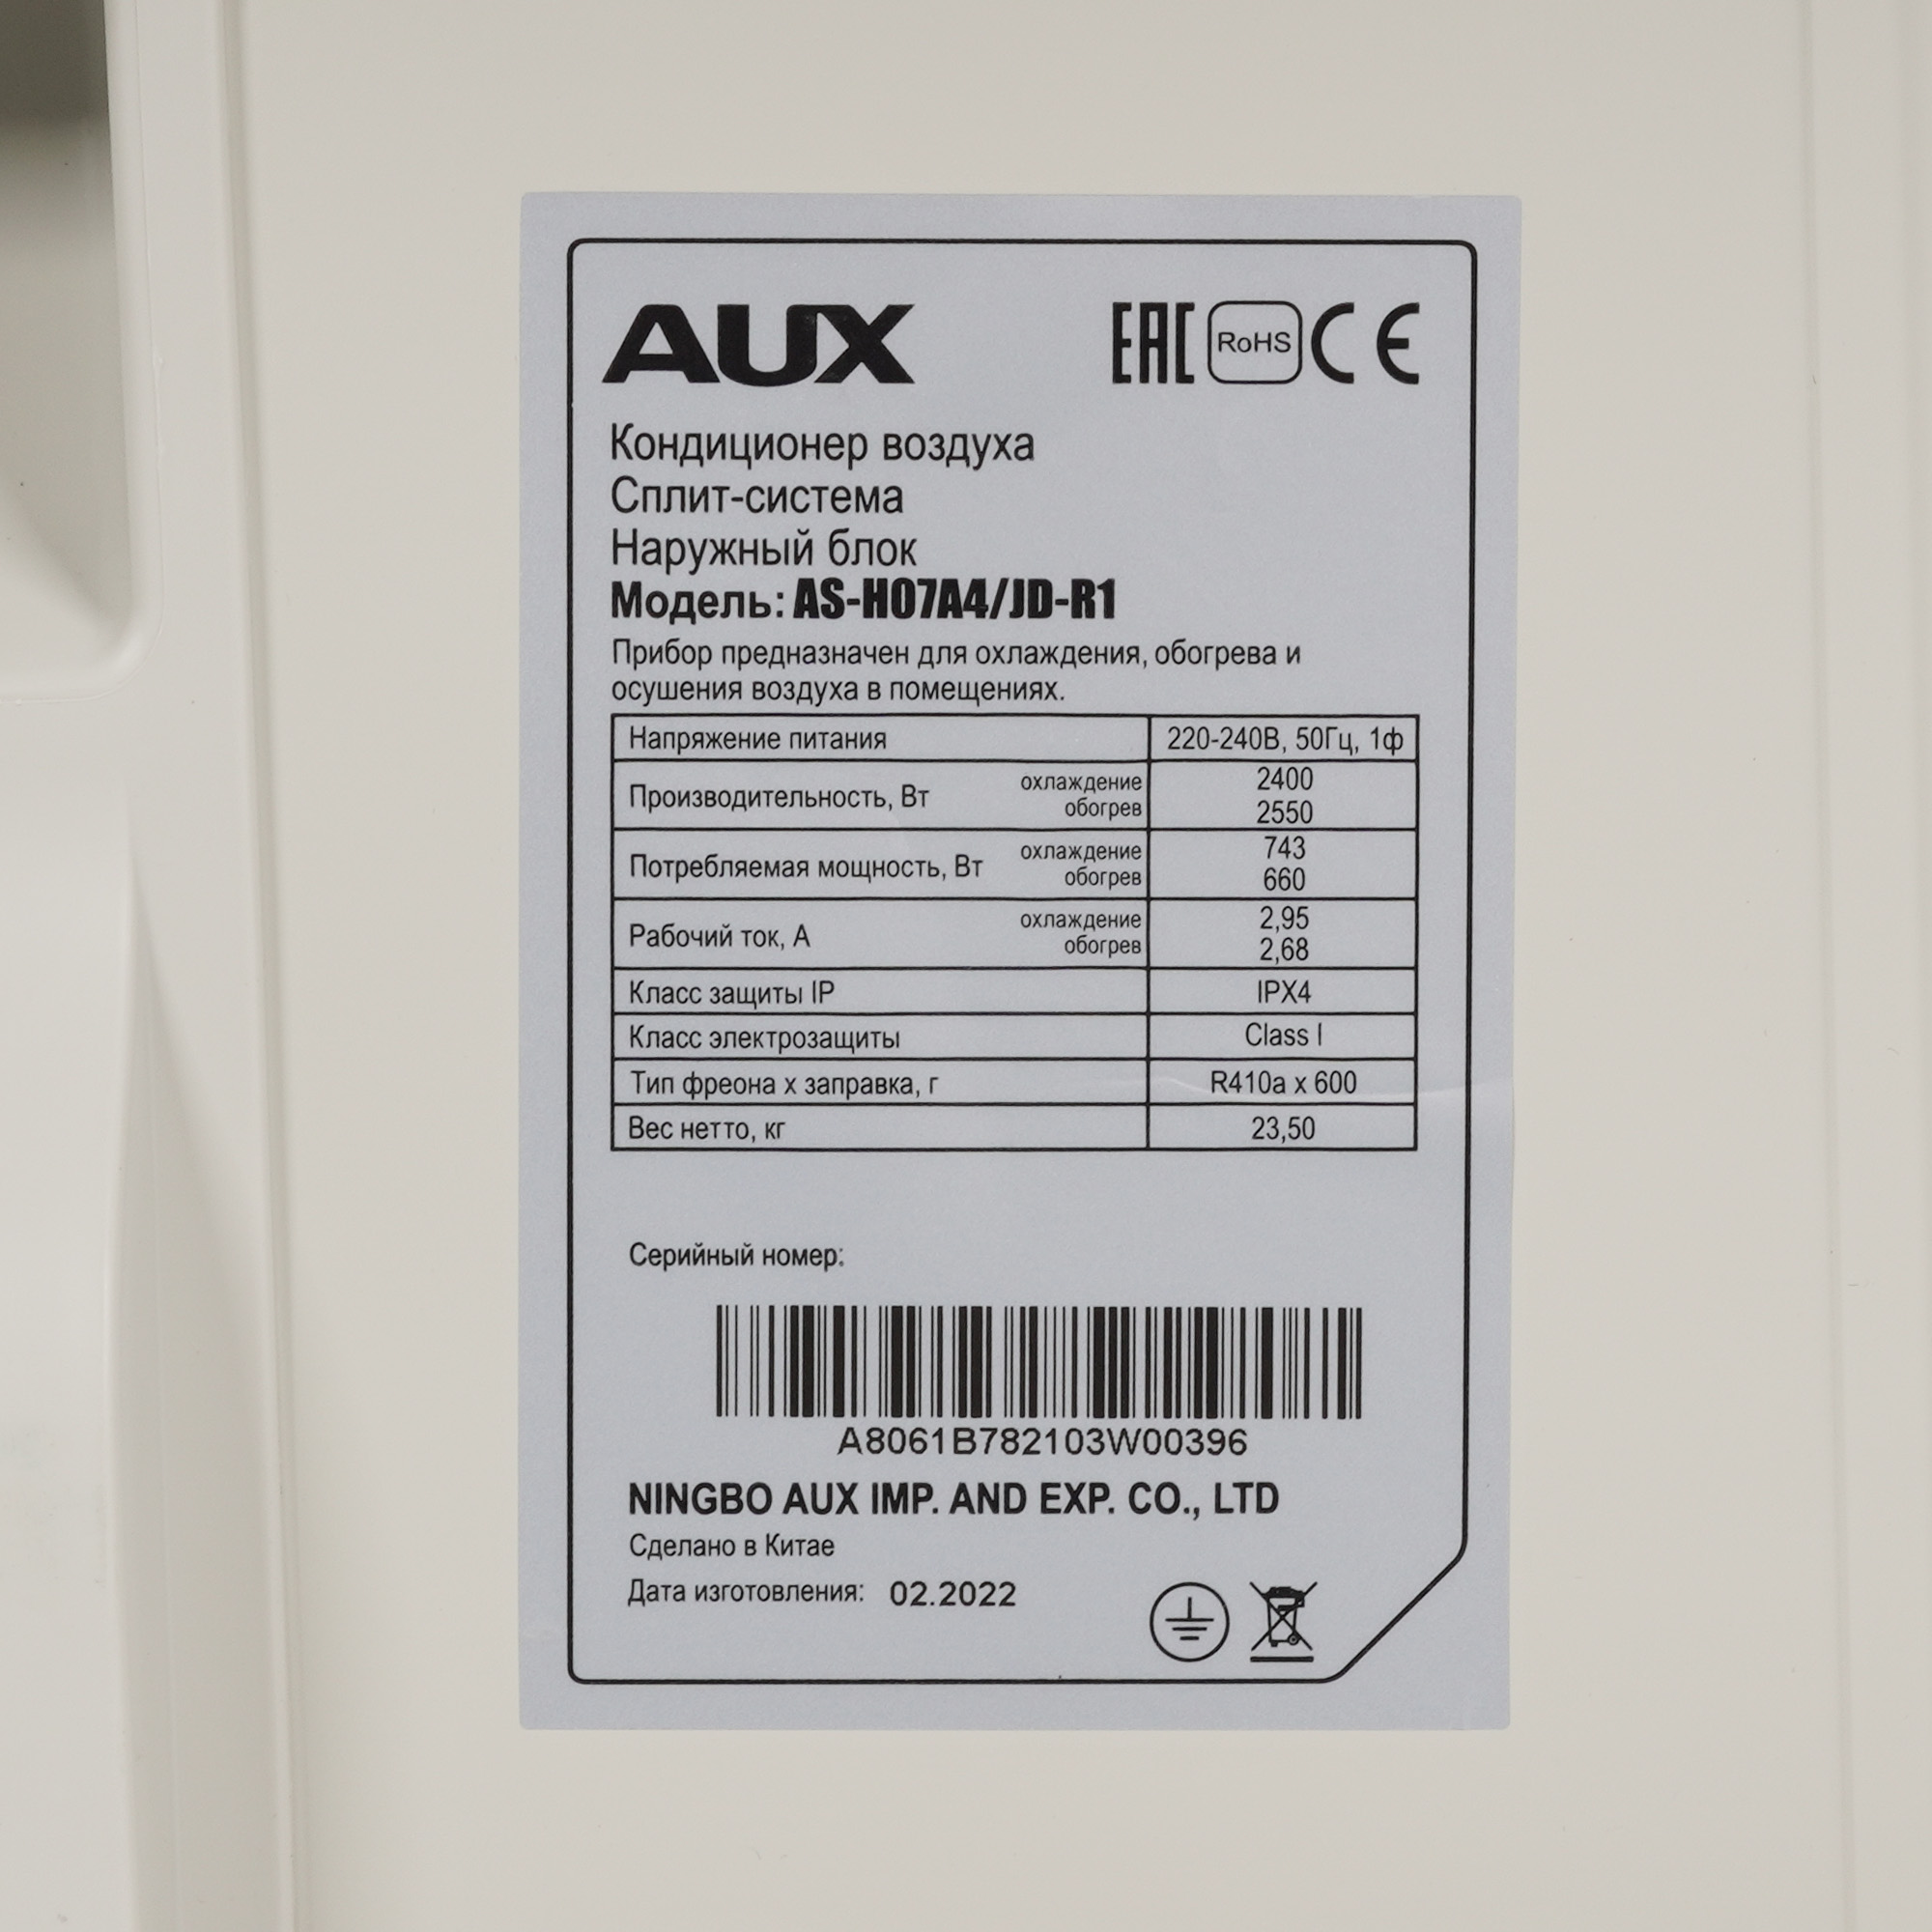 AUX EAC RoHS CE
Кондиционер воздуха
Сплит-система
Наружный блок
Модель: AS-H07A4/JD-R1
Прибор предназначен для охлаждения, обогрева и
осушения воздуха в помещениях.
Напряжение питания 220-240В, 50Гц, 1ф
Производительность, Вт охлаждение 2400
обогрев 2550
Потребляемая мощность, Вт охлаждение 743
обогрев 660
Рабочий ток, А охлаждение 2,95
обогрев 2,68
Класс защиты IP IPX4
Класс электрозащиты Class I
Тип фреона х заправка, г R410a x 600
Вес нетто, кг 23,50
Серийный номер:
A8061B782103W00396
NINGBO AUX IMP. AND EXP. CO., LTD
Сделано в Китае
Дата изготовления: 02.2022